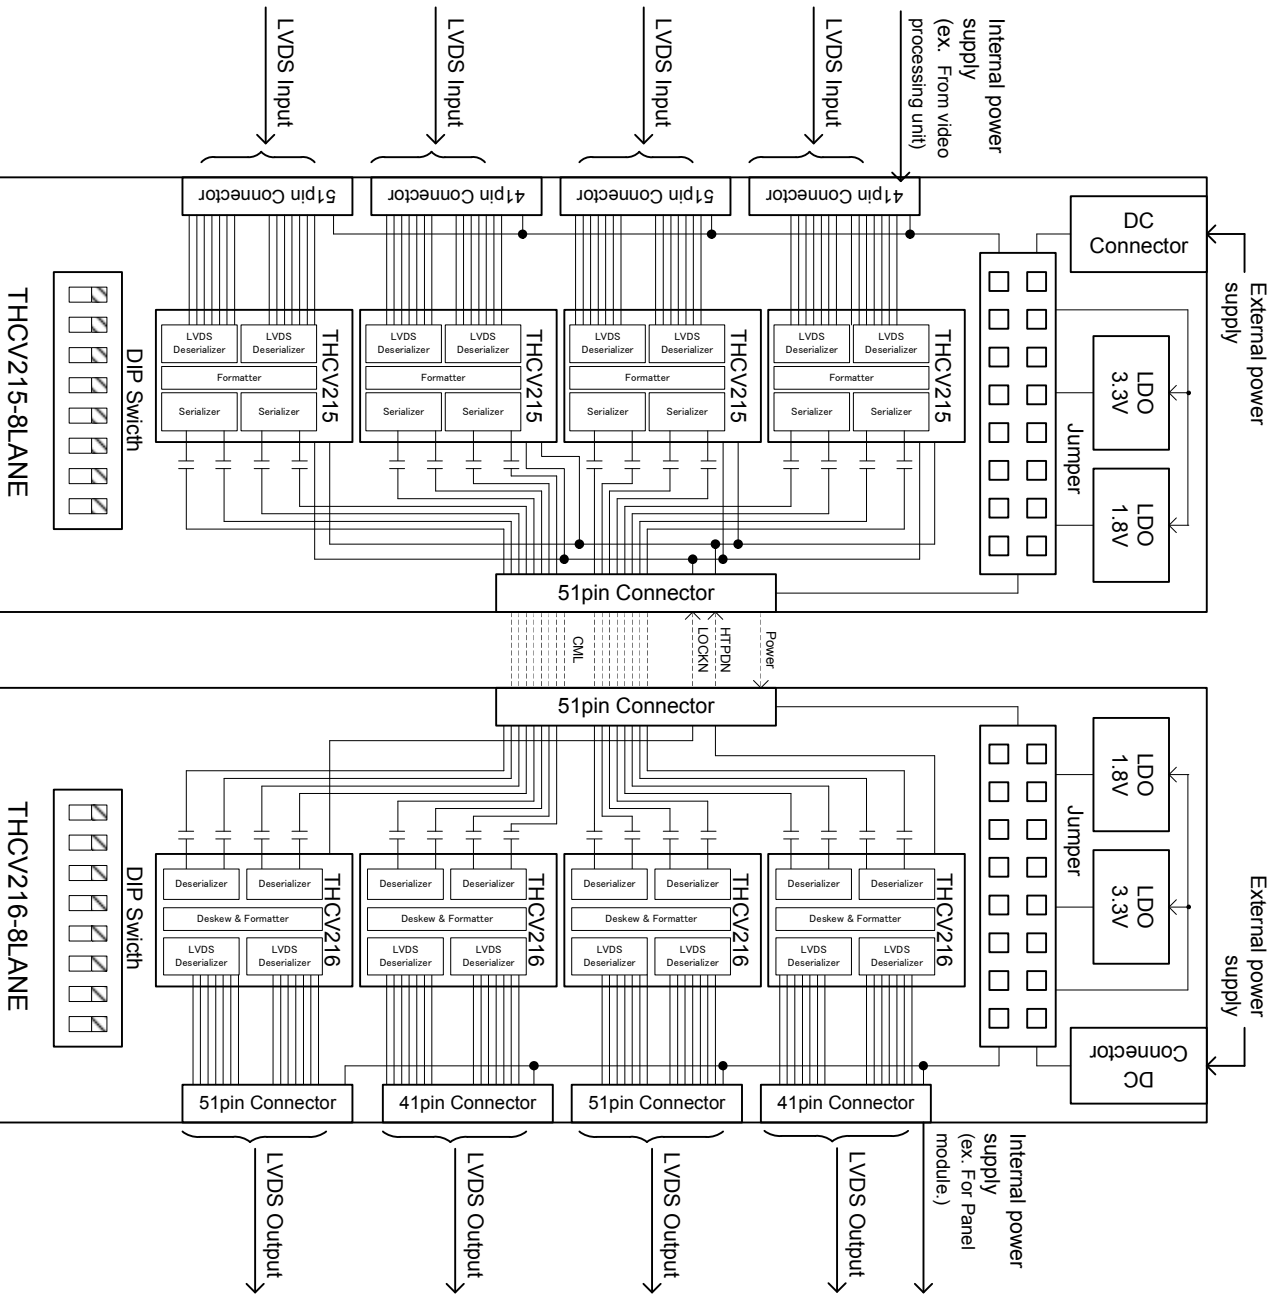 LVDS Input
LVDS Input
LVDS Input
LVDS Input
Internal power
supply
(ex. From video
processing unit)
51pin Connector
41pin Connector
51pin Connector
41pin Connector
DC
Connector
External power
supply
THCV215
LVDS
Deserializer
LVDS
Deserializer
Formatter
Serializer
Serializer
THCV215
LVDS
Deserializer
LVDS
Deserializer
Formatter
Serializer
Serializer
THCV215
LVDS
Deserializer
LVDS
Deserializer
Formatter
Serializer
Serializer
THCV215
LVDS
Deserializer
LVDS
Deserializer
Formatter
Serializer
Serializer
LDO
3.3V
LDO
1.8V
Jumper
DIP Swicth
THCV215-8LANE
51pin Connector
CML
LOCKN
HTPDN
Power
51pin Connector
LDO
1.8V
LDO
3.3V
Jumper
External power
supply
DC
Connector
DIP Swicth
THCV216-8LANE
THCV216
Deserializer
Deserializer
Deskew & Formatter
LVDS
Deserializer
LVDS
Deserializer
THCV216
Deserializer
Deserializer
Deskew & Formatter
LVDS
Deserializer
LVDS
Deserializer
THCV216
Deserializer
Deserializer
Deskew & Formatter
LVDS
Deserializer
LVDS
Deserializer
THCV216
Deserializer
Deserializer
Deskew & Formatter
LVDS
Deserializer
LVDS
Deserializer
51pin Connector
41pin Connector
51pin Connector
41pin Connector
LVDS Output
LVDS Output
LVDS Output
LVDS Output
Internal power
supply
(ex. For Panel
module.)